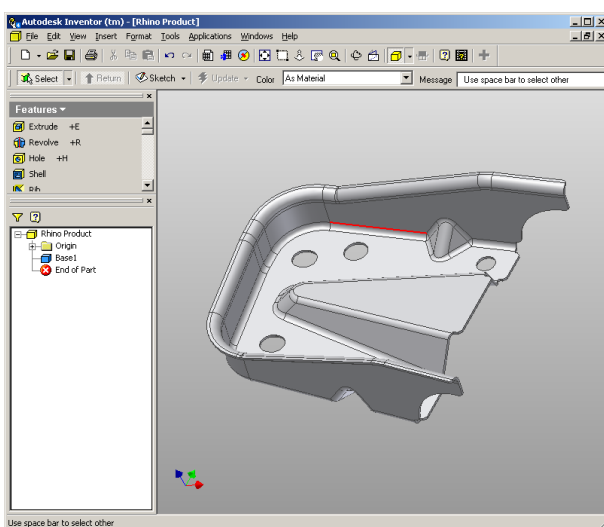 Autodesk Inventor (tm) - [Rhino Product]
File Edit View Insert Format Tools Applications Windows Help
Select Return Sketch Update Color As Material Message Use space bar to select other
Features
Extrude +E
Revolve +R
Hole +H
Shell
Rib
Rhino Product
Origin
Base1
End of Part
Use space bar to select other